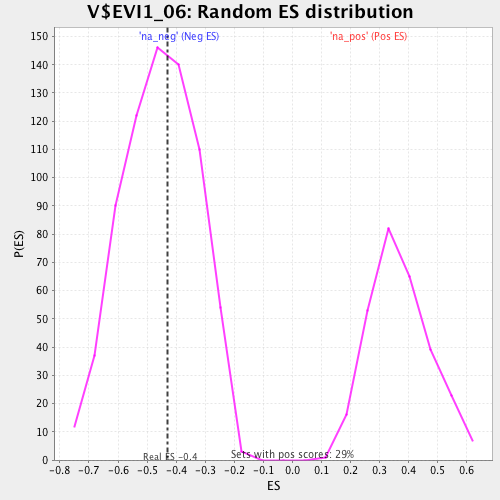 V$EVI1_06: Random ES distribution
'na_neg' (Neg ES)
'na_pos' (Pos ES)
150
140
130
120
110
100
90
80
70
60
50
40
30
20
10
0
P(ES)
Real ES -0.4
Sets with pos scores: 29%
-0.8 -0.7 -0.6 -0.5 -0.4 -0.3 -0.2 -0.1 0.0 0.1 0.2 0.3 0.4 0.5 0.6
ES